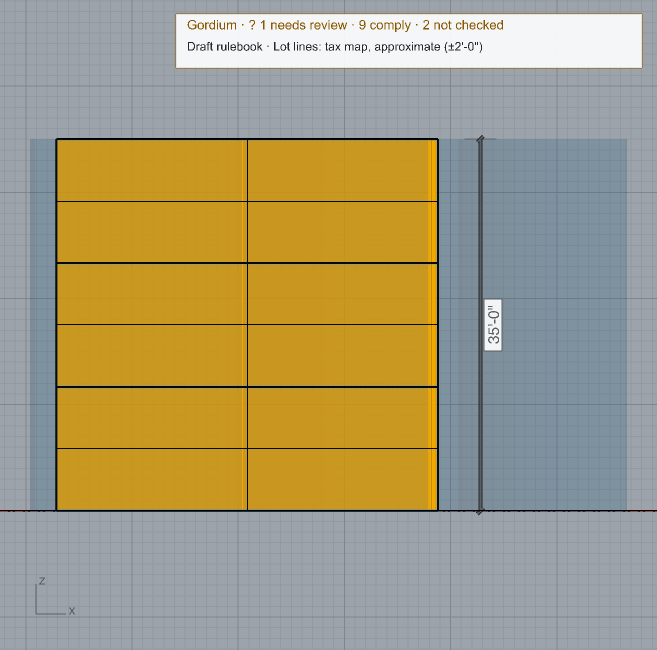 Gordium · ? 1 needs review · 9 comply · 2 not checked
Draft rulebook · Lot lines: tax map, approximate (±2'-0")
35'-0"
z
x